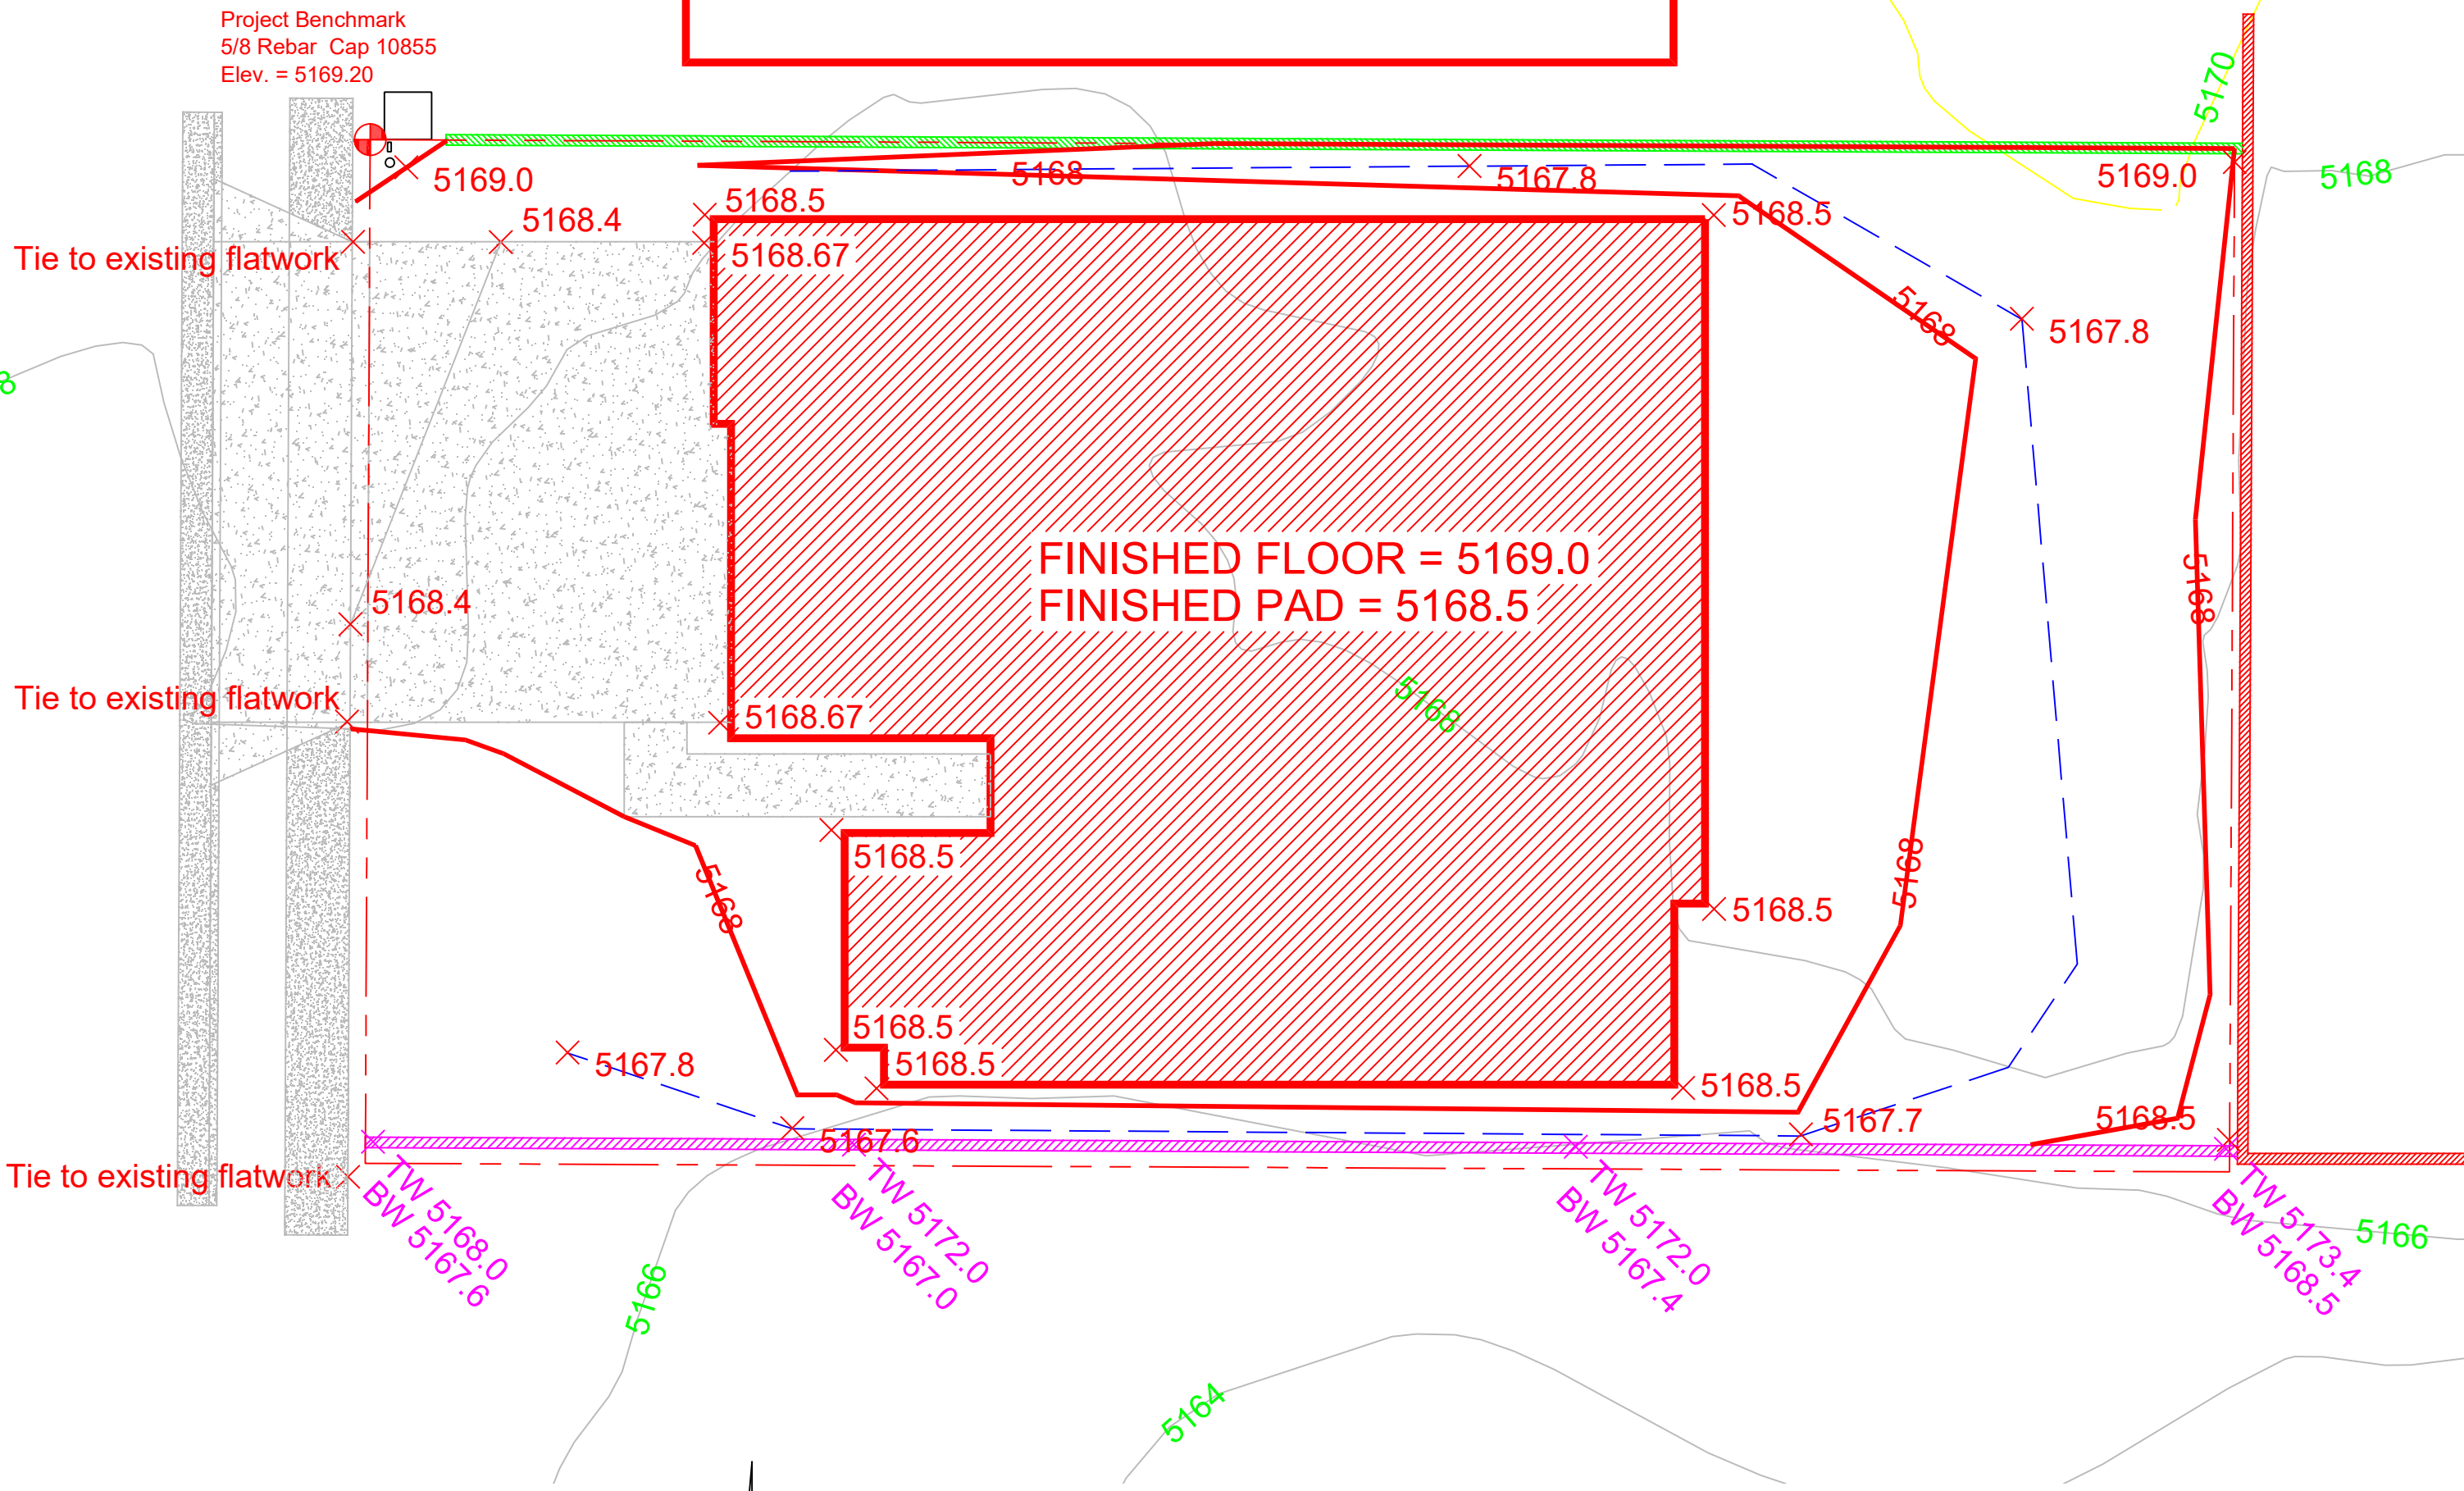 Project Benchmark
5/8 Rebar Cap 10855
Elev. = 5169.20
5170
5169.0
5168
5167.8
5169.0
5168
5168.5
5168.4
5168.5
Tie to existing flatwork
5168.67
5168
5167.8
FINISHED FLOOR = 5169.0
FINISHED PAD = 5168.5
5168
5168.4
Tie to existing flatwork
5168.67
5168
5168.5
5168
5168
5168.5
5168.5
5167.8
5168.5
5168.5
5167.6
5167.7
5168.5
Tie to existing flatwork
TW 5168.0
BW 5167.6
TW 5172.0
BW 5167.0
TW 5172.0
BW 5167.4
TW 5173.4
BW 5168.5
5166
5166
5164